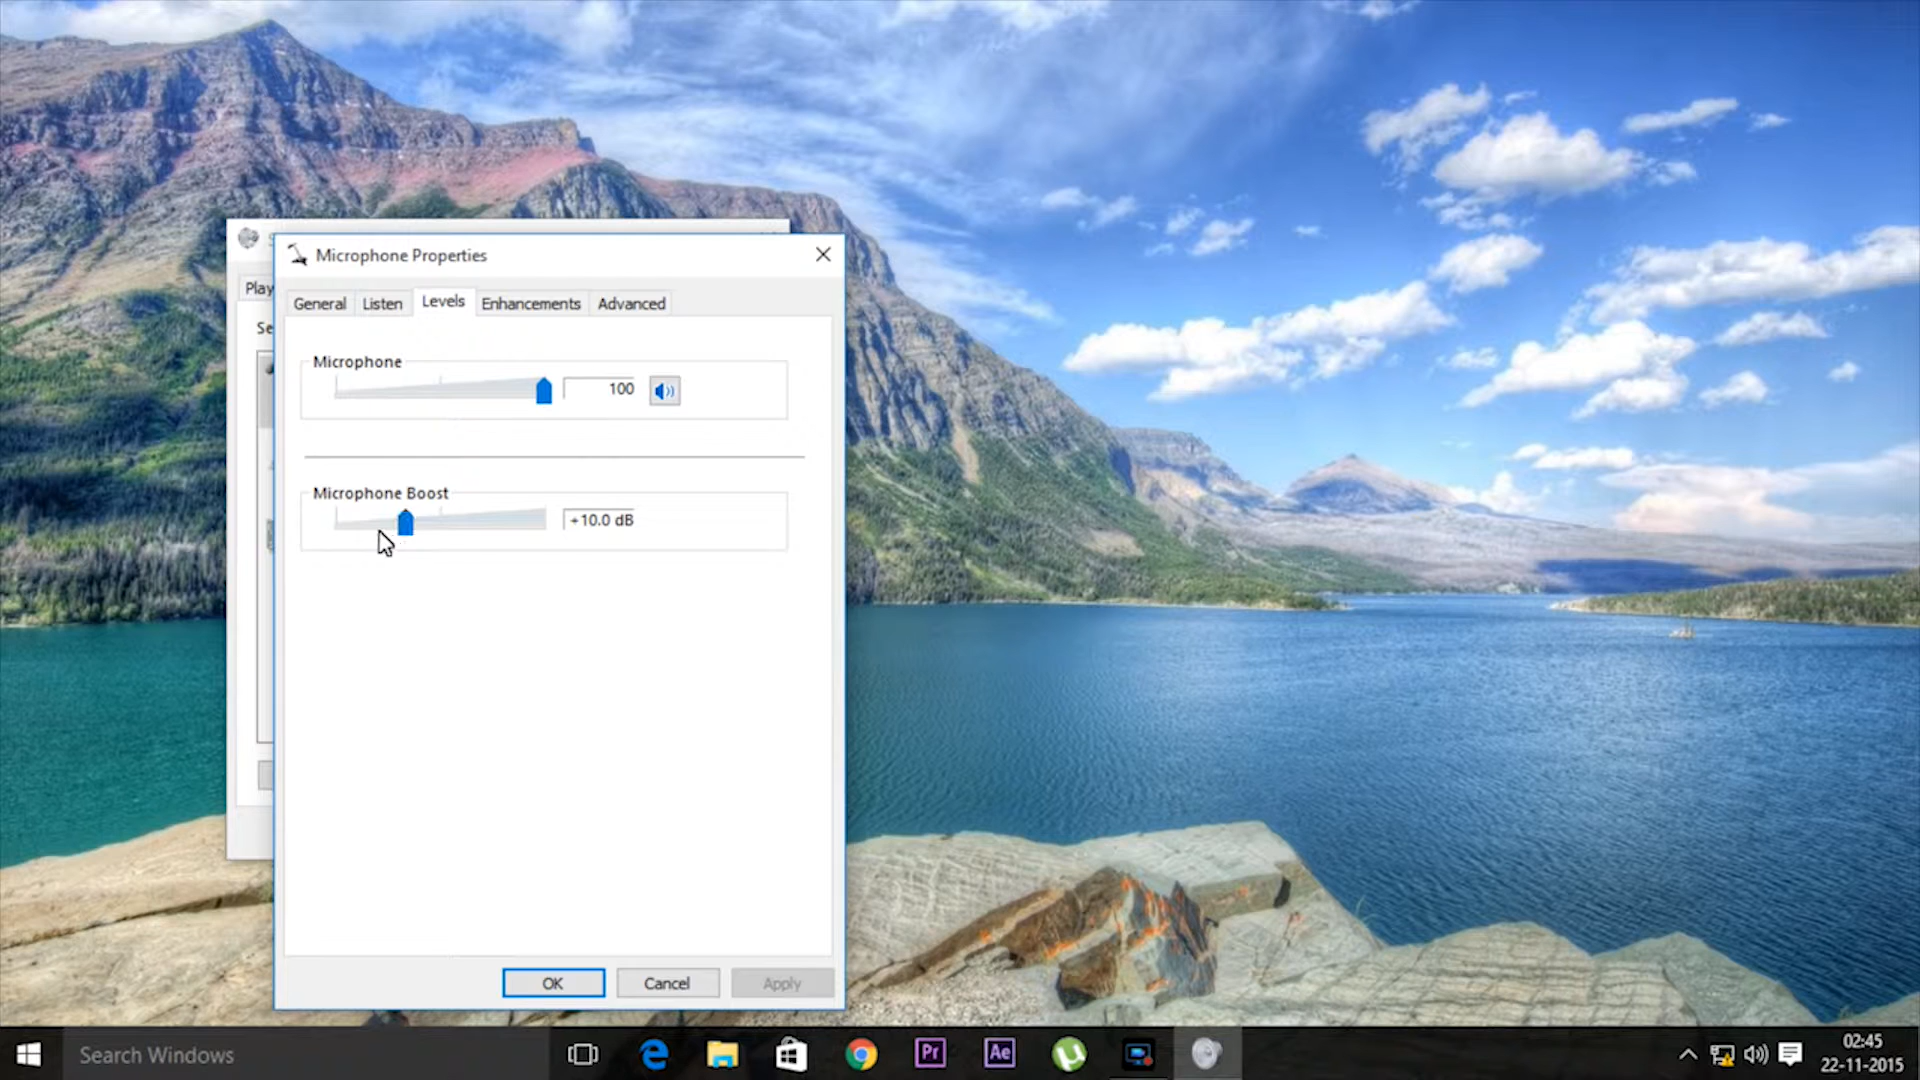 S
Microphone Properties
Play
General Listen Levels Enhancements Advanced
Se
Microphone
100
Microphone Boost
+10.0 dB
OK Cancel Apply
Search Windows
Pr
Ae
02:45
22-11-2015